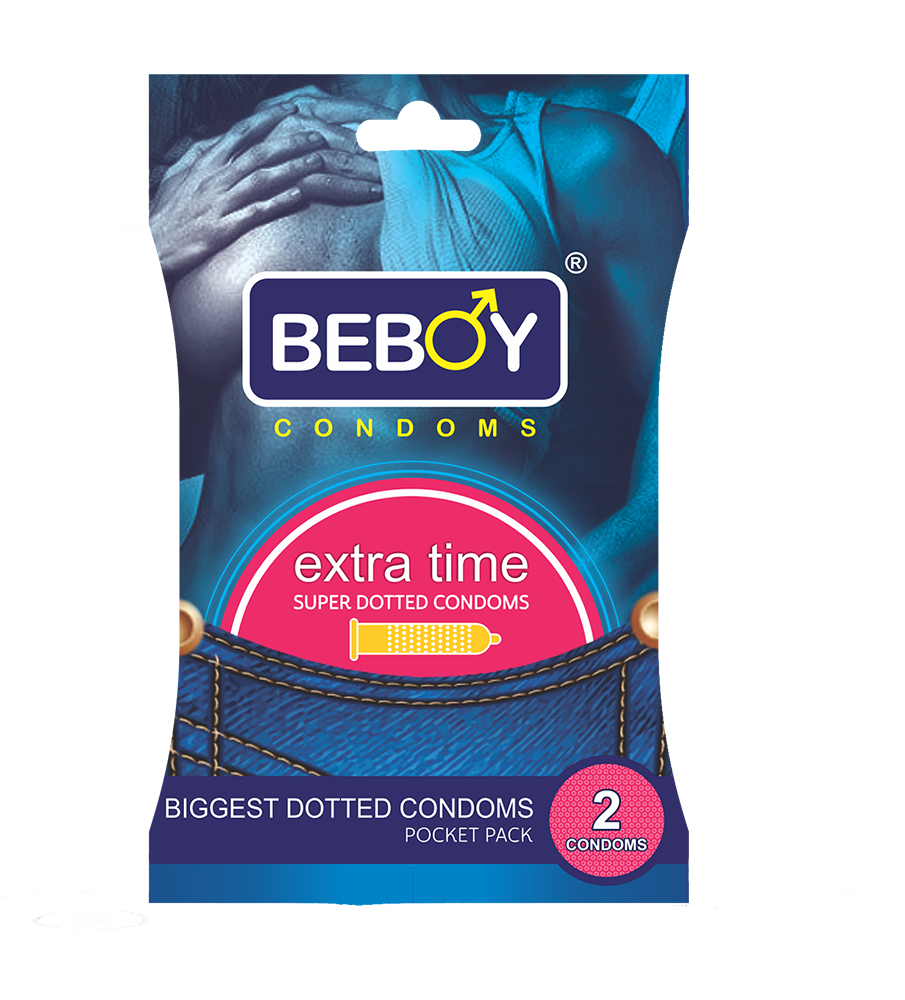 ®
BEBOY
CONDOMS
extra time
SUPER DOTTED CONDOMS
BIGGEST DOTTED CONDOMS
POCKET PACK
2
CONDOMS